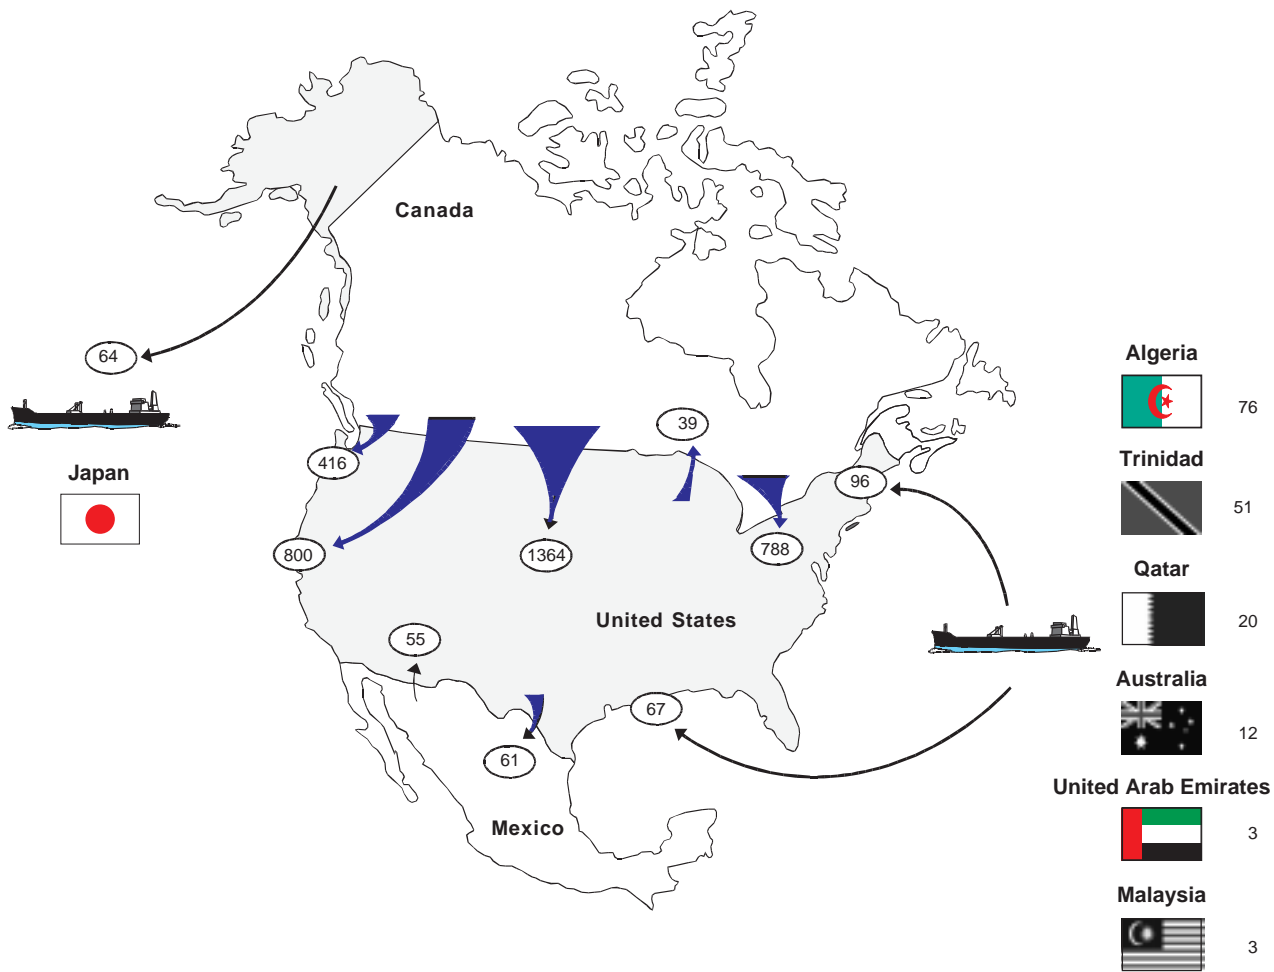 Canada
64
Japan
416
39
96
800
1364
788
United States
55
67
61
Mexico
Algeria
76
Trinidad
51
Qatar
20
Australia
12
United Arab Emirates
3
Malaysia
3